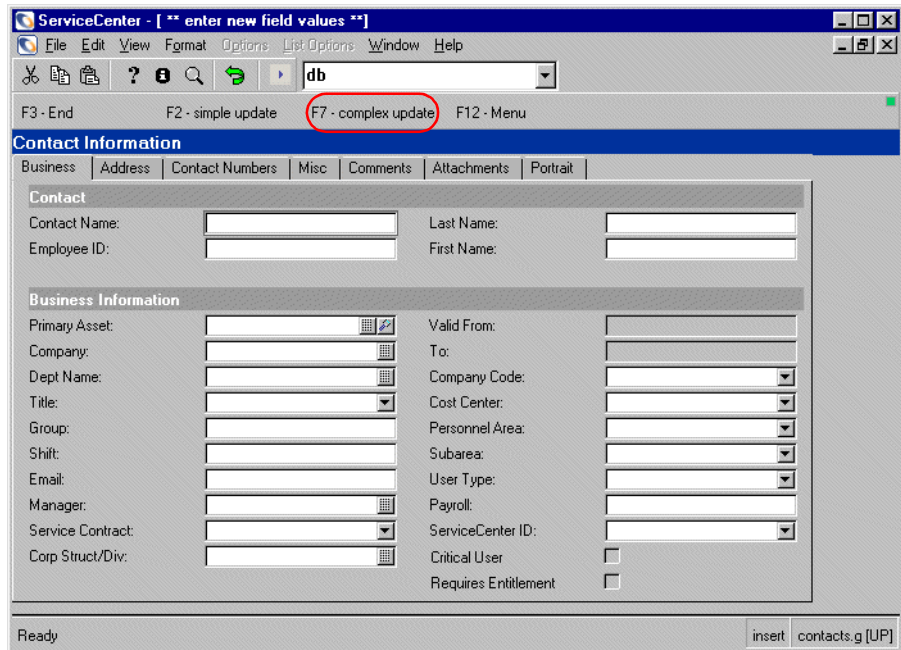 ServiceCenter - [ ** enter new field values **]
File Edit View Format Options List Options Window Help
db
F3 - End F2 - simple update F7 - complex update F12 - Menu
Contact Information
Business Address Contact Numbers Misc Comments Attachments Portrait
Contact
Contact Name: Last Name:
Employee ID: First Name:
Business Information
Primary Asset: Valid From:
Company: To:
Dept Name: Company Code:
Title: Cost Center:
Group: Personnel Area:
Shift: Subarea:
Email: User Type:
Manager: Payroll:
Service Contract: ServiceCenter ID:
Corp Struct/Div: Critical User
Requires Entitlement
Ready insert contacts.g [UP]